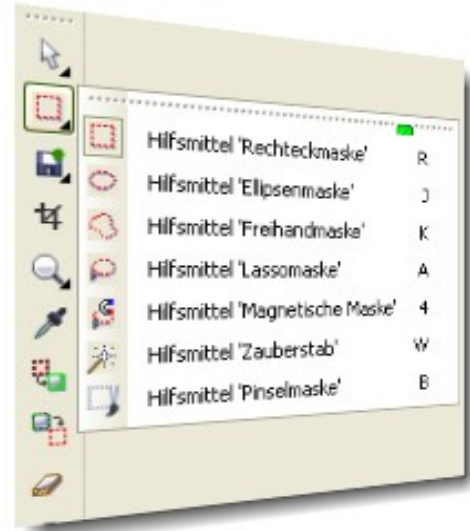 Hilfsmittel 'Rechteckmaske' R
Hilfsmittel 'Ellipsenmaske' J
Hilfsmittel 'Freihandmaske' K
Hilfsmittel 'Lassomaske' A
Hilfsmittel 'Magnetische Maske' 4
Hilfsmittel 'Zauberstab' W
Hilfsmittel 'Pinselmaske' B